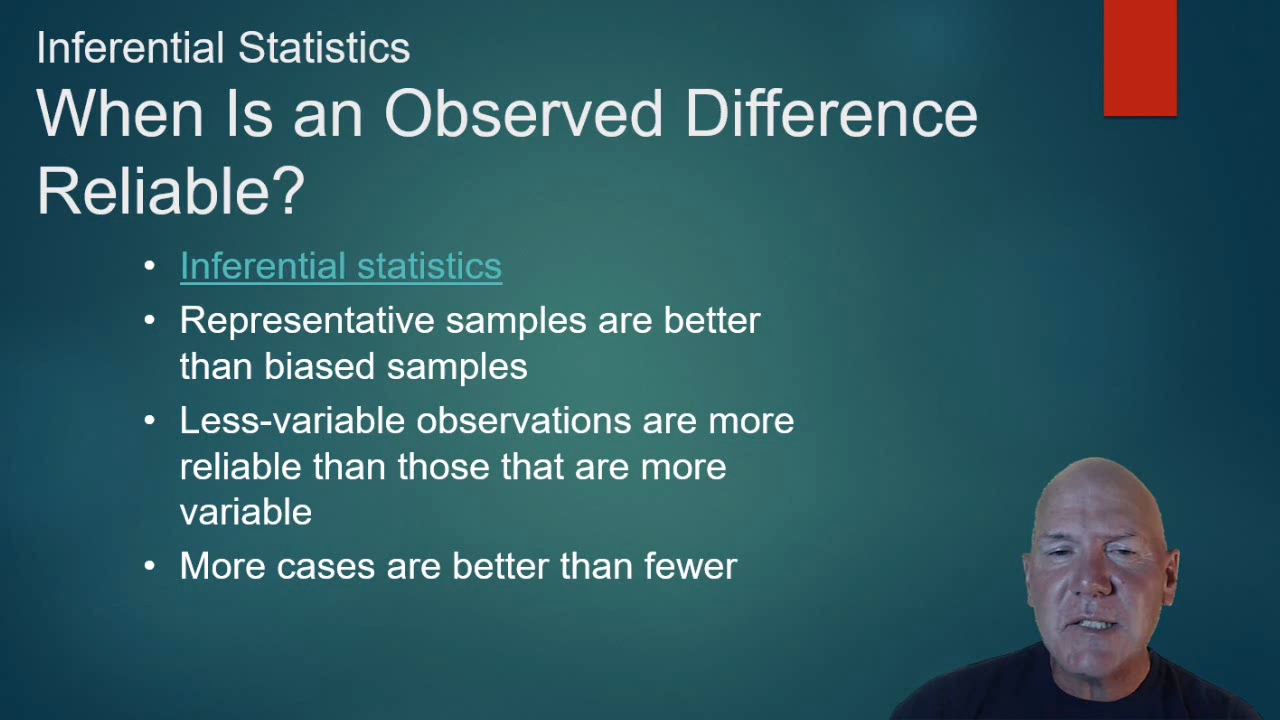 Inferential Statistics
When Is an Observed Difference
Reliable?
• Inferential statistics
• Representative samples are better
than biased samples
• Less-variable observations are more
reliable than those that are more
variable
• More cases are better than fewer